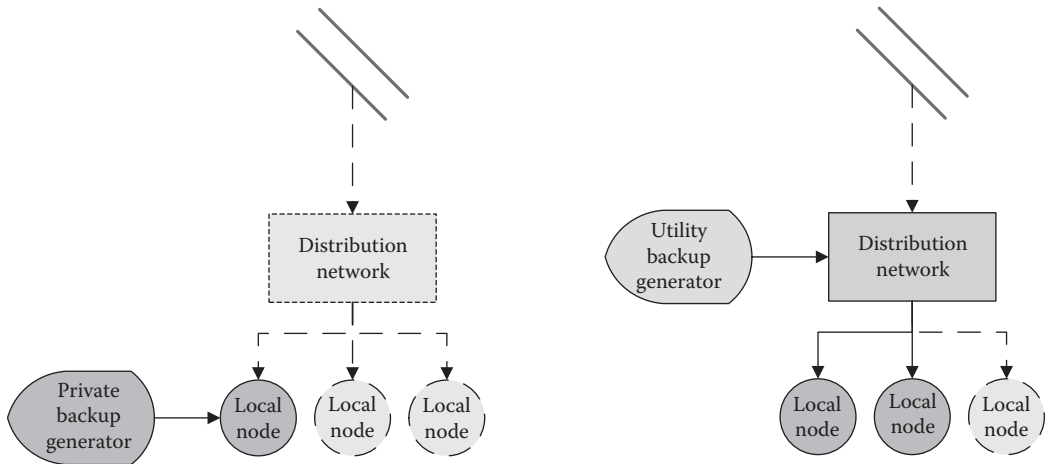 Distribution
network
Private
backup
generator
Local
node
Local
node
Local
node
Utility
backup
generator
Distribution
network
Local
node
Local
node
Local
node